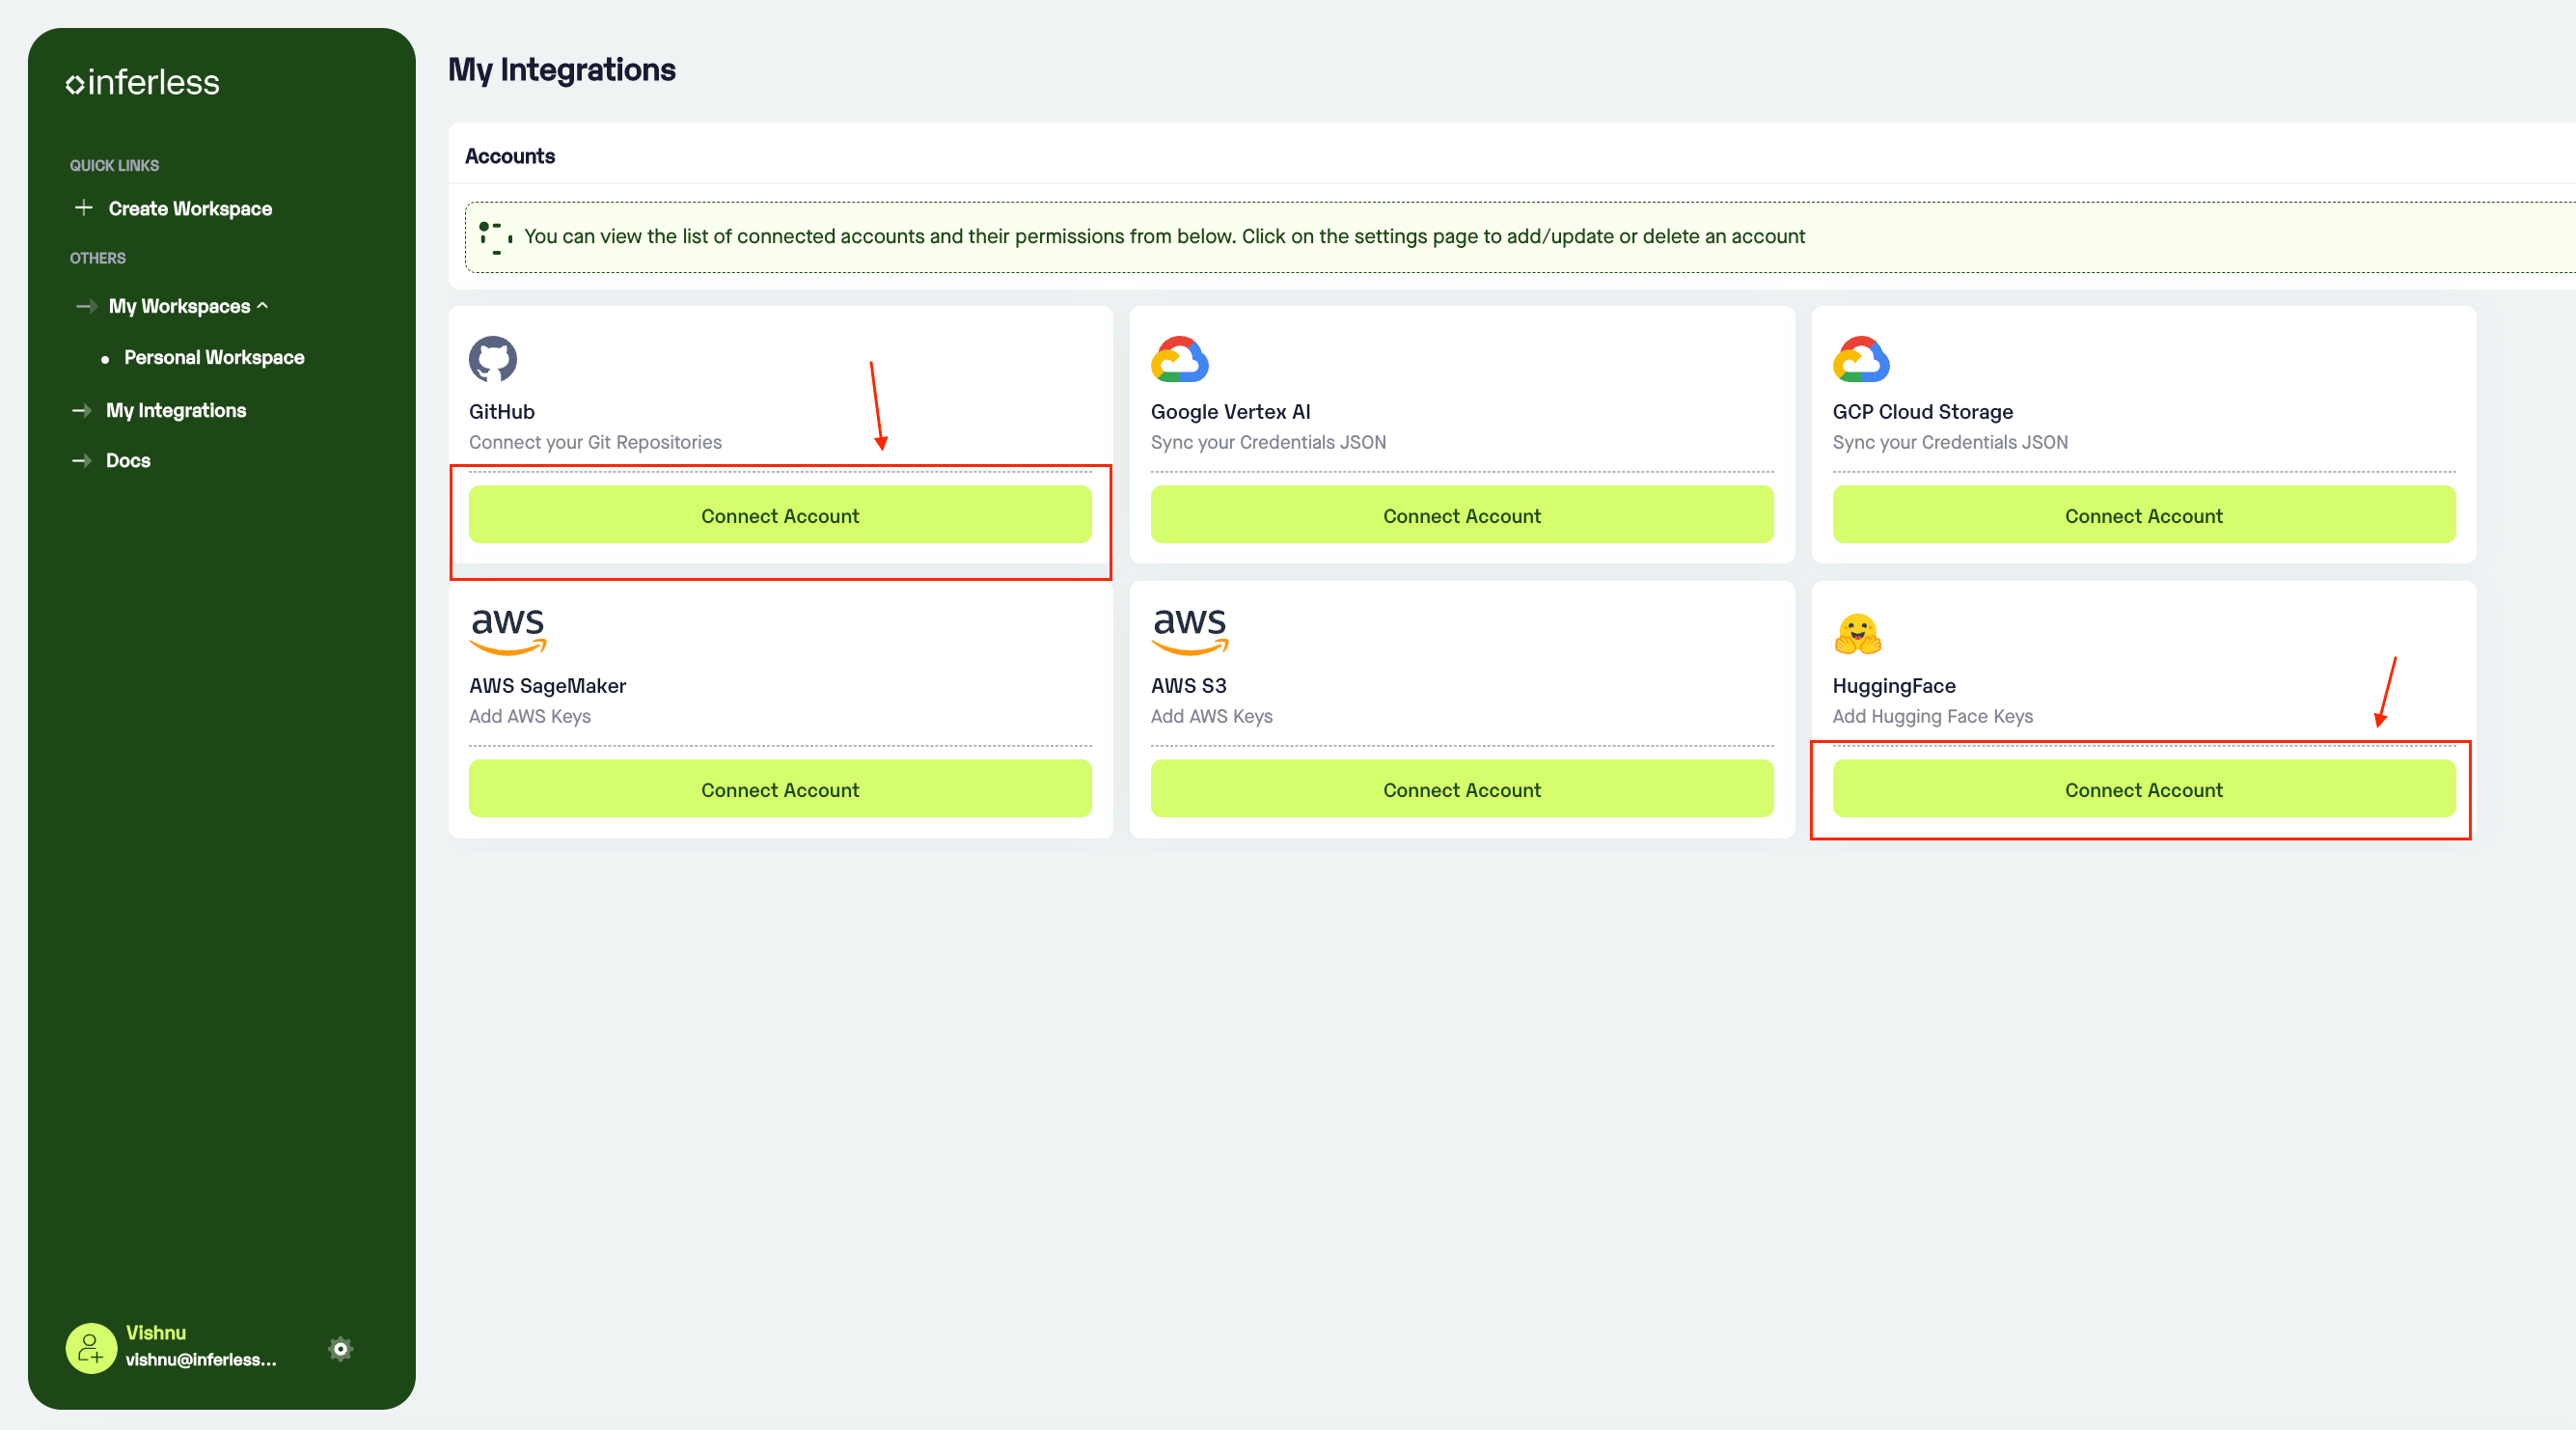 inferless
QUICK LINKS
Create Workspace
OTHERS
My Workspaces
Personal Workspace
My Integrations
Docs
Vishnu
vishnu@inferless...
My Integrations
Accounts
You can view the list of connected accounts and their permissions from below. Click on the settings page to add/update or delete an account
GitHub
Connect your Git Repositories
Connect Account
Google Vertex AI
Sync your Credentials JSON
Connect Account
GCP Cloud Storage
Sync your Credentials JSON
Connect Account
aws
AWS SageMaker
Add AWS Keys
Connect Account
aws
AWS S3
Add AWS Keys
Connect Account
HuggingFace
Add Hugging Face Keys
Connect Account